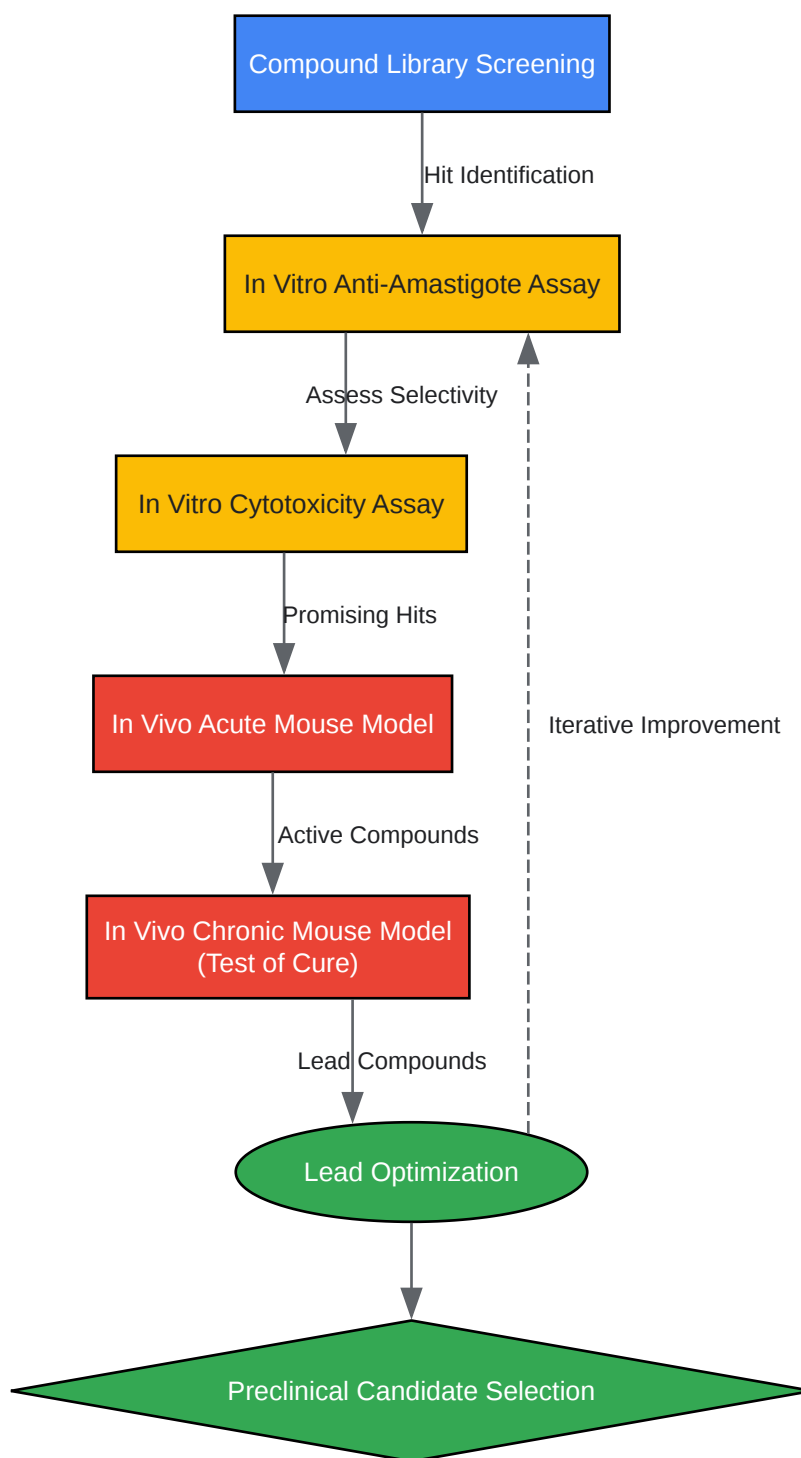 Compound Library Screening
Hit Identification
In Vitro Anti-Amastigote Assay
Assess Selectivity
In Vitro Cytotoxicity Assay
Promising Hits
In Vivo Acute Mouse Model
Iterative Improvement
Active Compounds
In Vivo Chronic Mouse Model
(Test of Cure)
Lead Compounds
Lead Optimization
Preclinical Candidate Selection